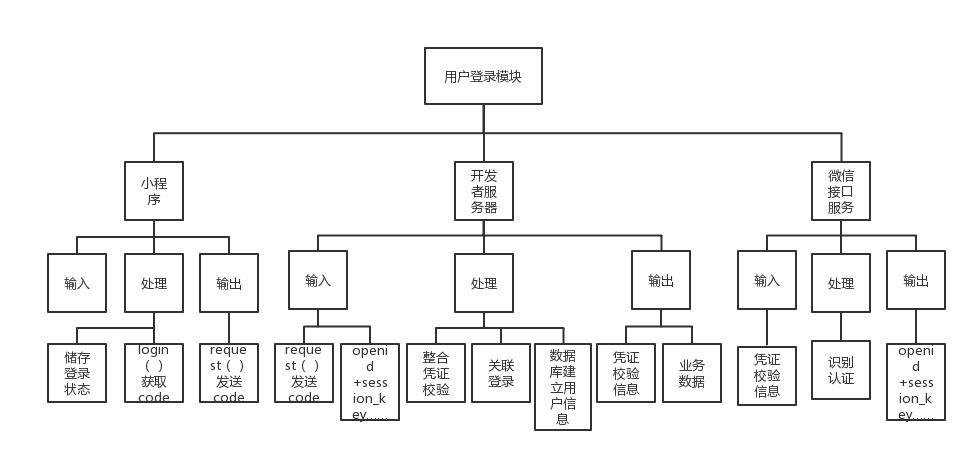 用户登录模块
小程
序
开发
者服
务器
微信
接口
服务
输入
处理
输出
输入
处理
输出
输入
处理
输出
储存
登录
状态
login
（ ）
获取
code
reque
st（ ）
发送
code
reque
st（ ）
发送
code
openi
d
+sess
ion_k
ey……
整合
凭证
校验
关联
登录
数据
库建
立用
户信
息
凭证
校验
信息
业务
数据
凭证
校验
信息
识别
认证
openi
d
+sess
ion_k
ey……